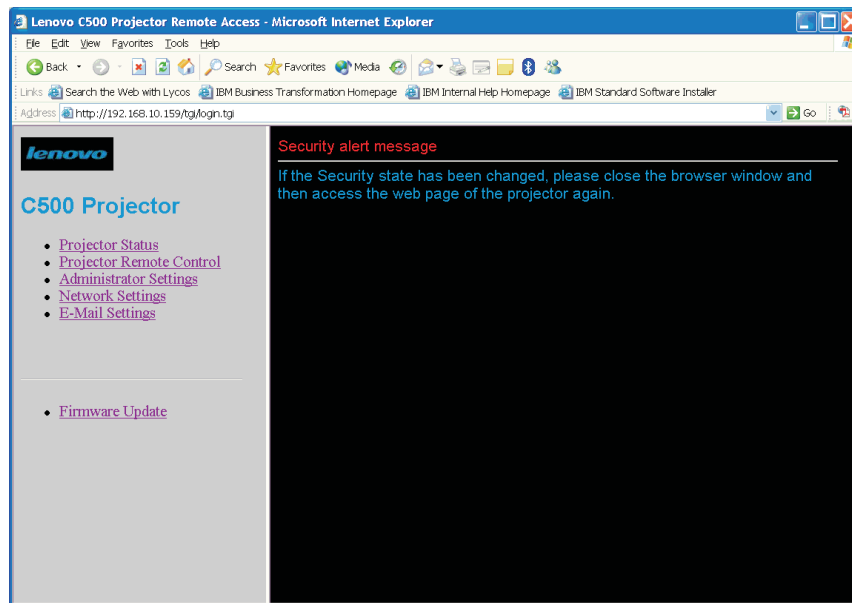 Lenovo C500 Projector Remote Access - Microsoft Internet Explorer
File Edit View Favorites Tools Help
Back Search Favorites Media
Links Search the Web with Lycos IBM Business Transformation Homepage IBM Internal Help Homepage IBM Standard Software Installer
Address http://192.168.10.159/tgi/login.tgi Go
lenovo
C500 Projector
Projector Status
Projector Remote Control
Administrator Settings
Network Settings
E-Mail Settings
Firmware Update
Security alert message
If the Security state has been changed, please close the browser window and
then access the web page of the projector again.